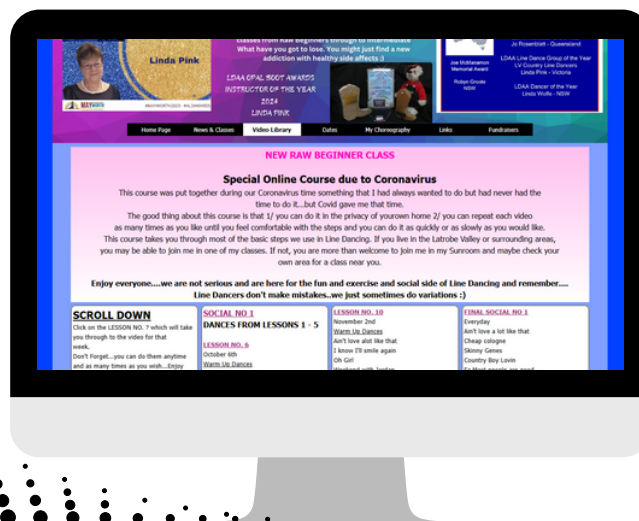 Classes from Raw Beginners through to Intermediate
What have you got to lose. You might just find a new
addiction with healthy side affects :)
Linda Pink
LDAA OPAL BOOT AWARDS
INSTRUCTOR OF THE YEAR
2024
LINDA PINK
Joe McManamon
Memorial Award
Robyn Groote
NSW
Jo Rosenblatt - Queensland
LDAA Line Dance Group of the Year
LV Country Line Dancers
Linda Pink - Victoria
LDAA Dancer of the Year
Linda Wolfe - NSW
Home Page
News & Classes
Video Library
Dates
My Choreography
Links
Fundraisers
NEW RAW BEGINNER CLASS
Special Online Course due to Coronavirus
This course was put together during our Coronavirus time something that I had always wanted to do but had never had the
time to do it...but Covid gave me that time.
The good thing about this course is that 1/ you can do it in the privacy of yourown home 2/ you can repeat each video
as many times as you like until you feel comfortable with the steps and you can do it as quickly or as slowly as you would like.
This course takes you through most of the basic steps we use in Line Dancing. If you live in the Latrobe Valley or surrounding areas,
you may be able to join me in one of my classes. If not, you are more than welcome to join me in my Sunroom and maybe check your
own area for a class near you.
Enjoy everyone....we are not serious and are here for the fun and exercise and social side of Line Dancing and remember....
Line Dancers don't make mistakes..we just sometimes do variations :)
SCROLL DOWN
Click on the LESSON NO. ? which will take
you through to the video for that
week.
Don't Forget...you can do them anytime
and as many times as you wish...Enjoy
SOCIAL NO 1
DANCES FROM LESSONS 1 - 5
LESSON NO. 6
October 6th
Warm Up Dances
LESSON NO. 10
November 2nd
Warm Up Dances
Ain't love alot like that
I know I'll smile again
Oh Girl
Weekend with Jordan
FINAL SOCIAL NO 1
Everyday
Ain't love a lot like that
Cheap cologne
Skinny Genes
Country Boy Lovin